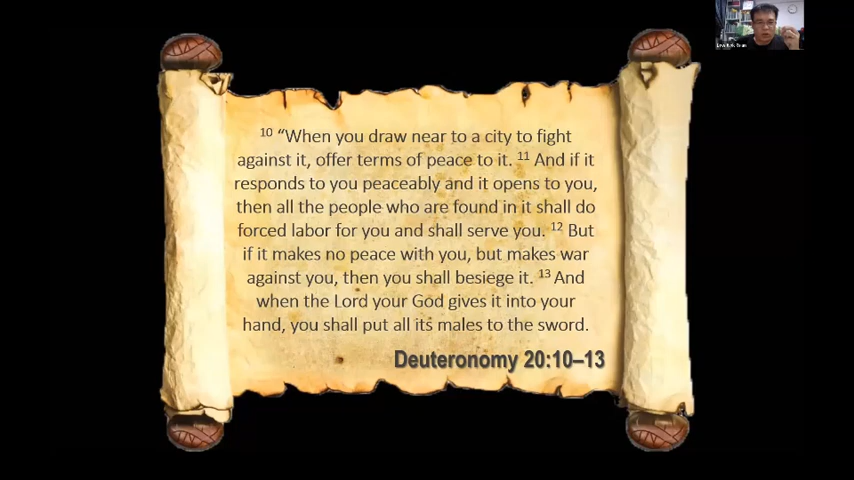 10 “When you draw near to a city to fight
against it, offer terms of peace to it. 11 And if it
responds to you peaceably and it opens to you,
then all the people who are found in it shall do
forced labor for you and shall serve you. 12 But
if it makes no peace with you, but makes war
against you, then you shall besiege it. 13 And
when the Lord your God gives it into your
hand, you shall put all its males to the sword.
Deuteronomy 20:10–13